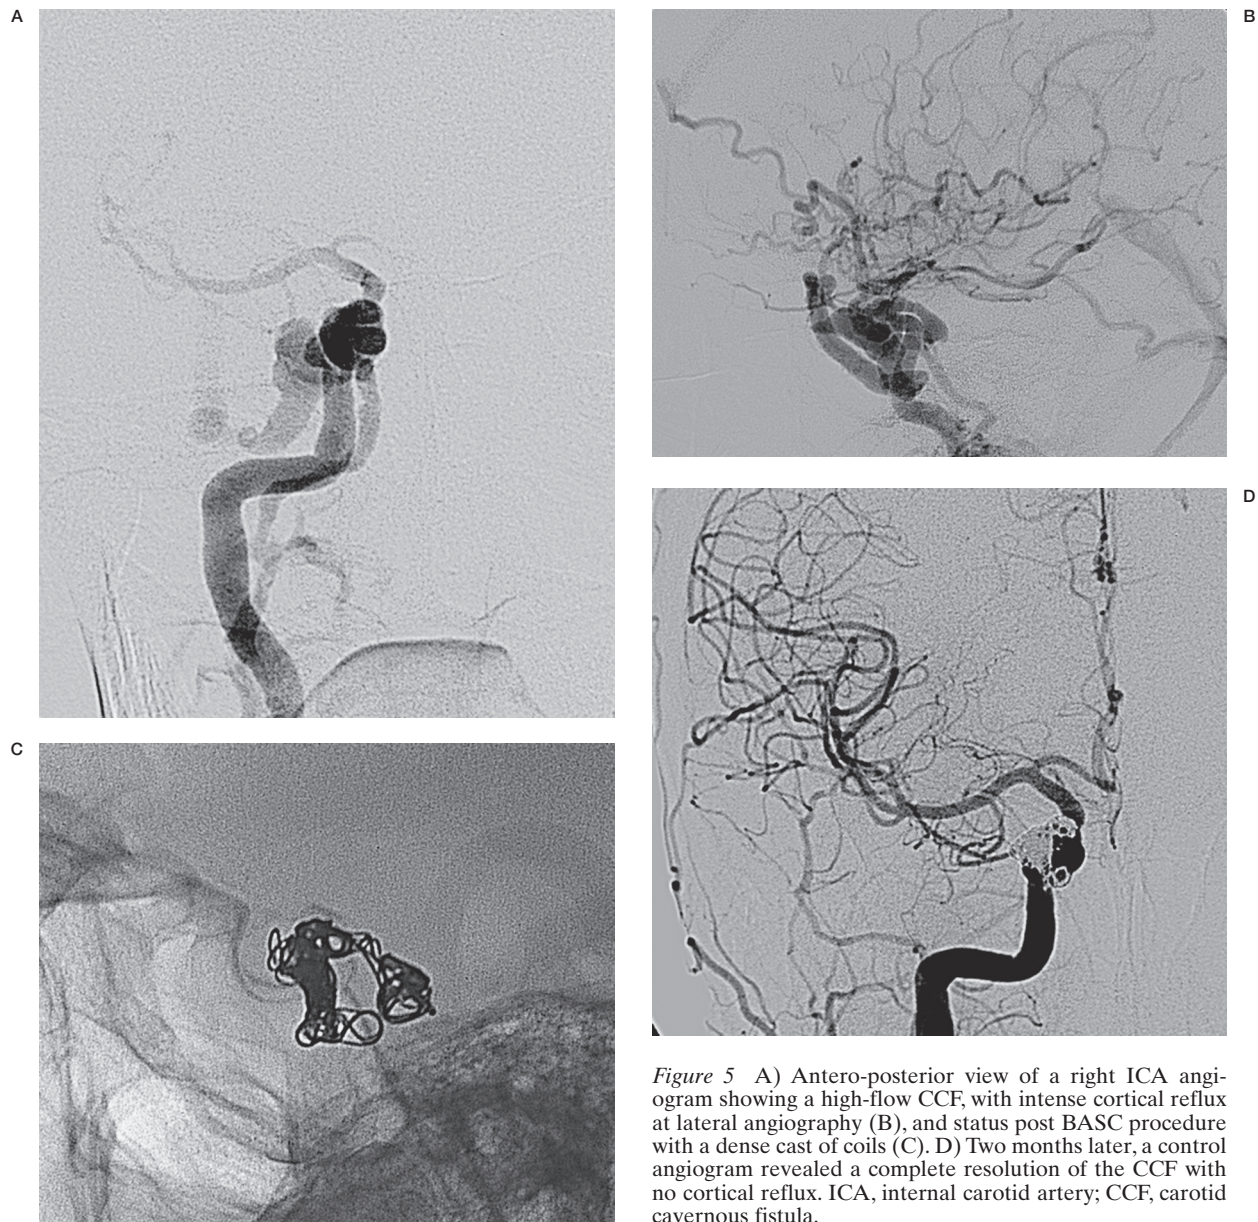 A
B
C
D
Figure 5 A) Antero-posterior view of a right ICA angi-
ogram showing a high-flow CCF, with intense cortical reflux
at lateral angiography (B), and status post BASC procedure
with a dense cast of coils (C). D) Two months later, a control
angiogram revealed a complete resolution of the CCF with
no cortical reflux. ICA, internal carotid artery; CCF, carotid
cavernous fistula.